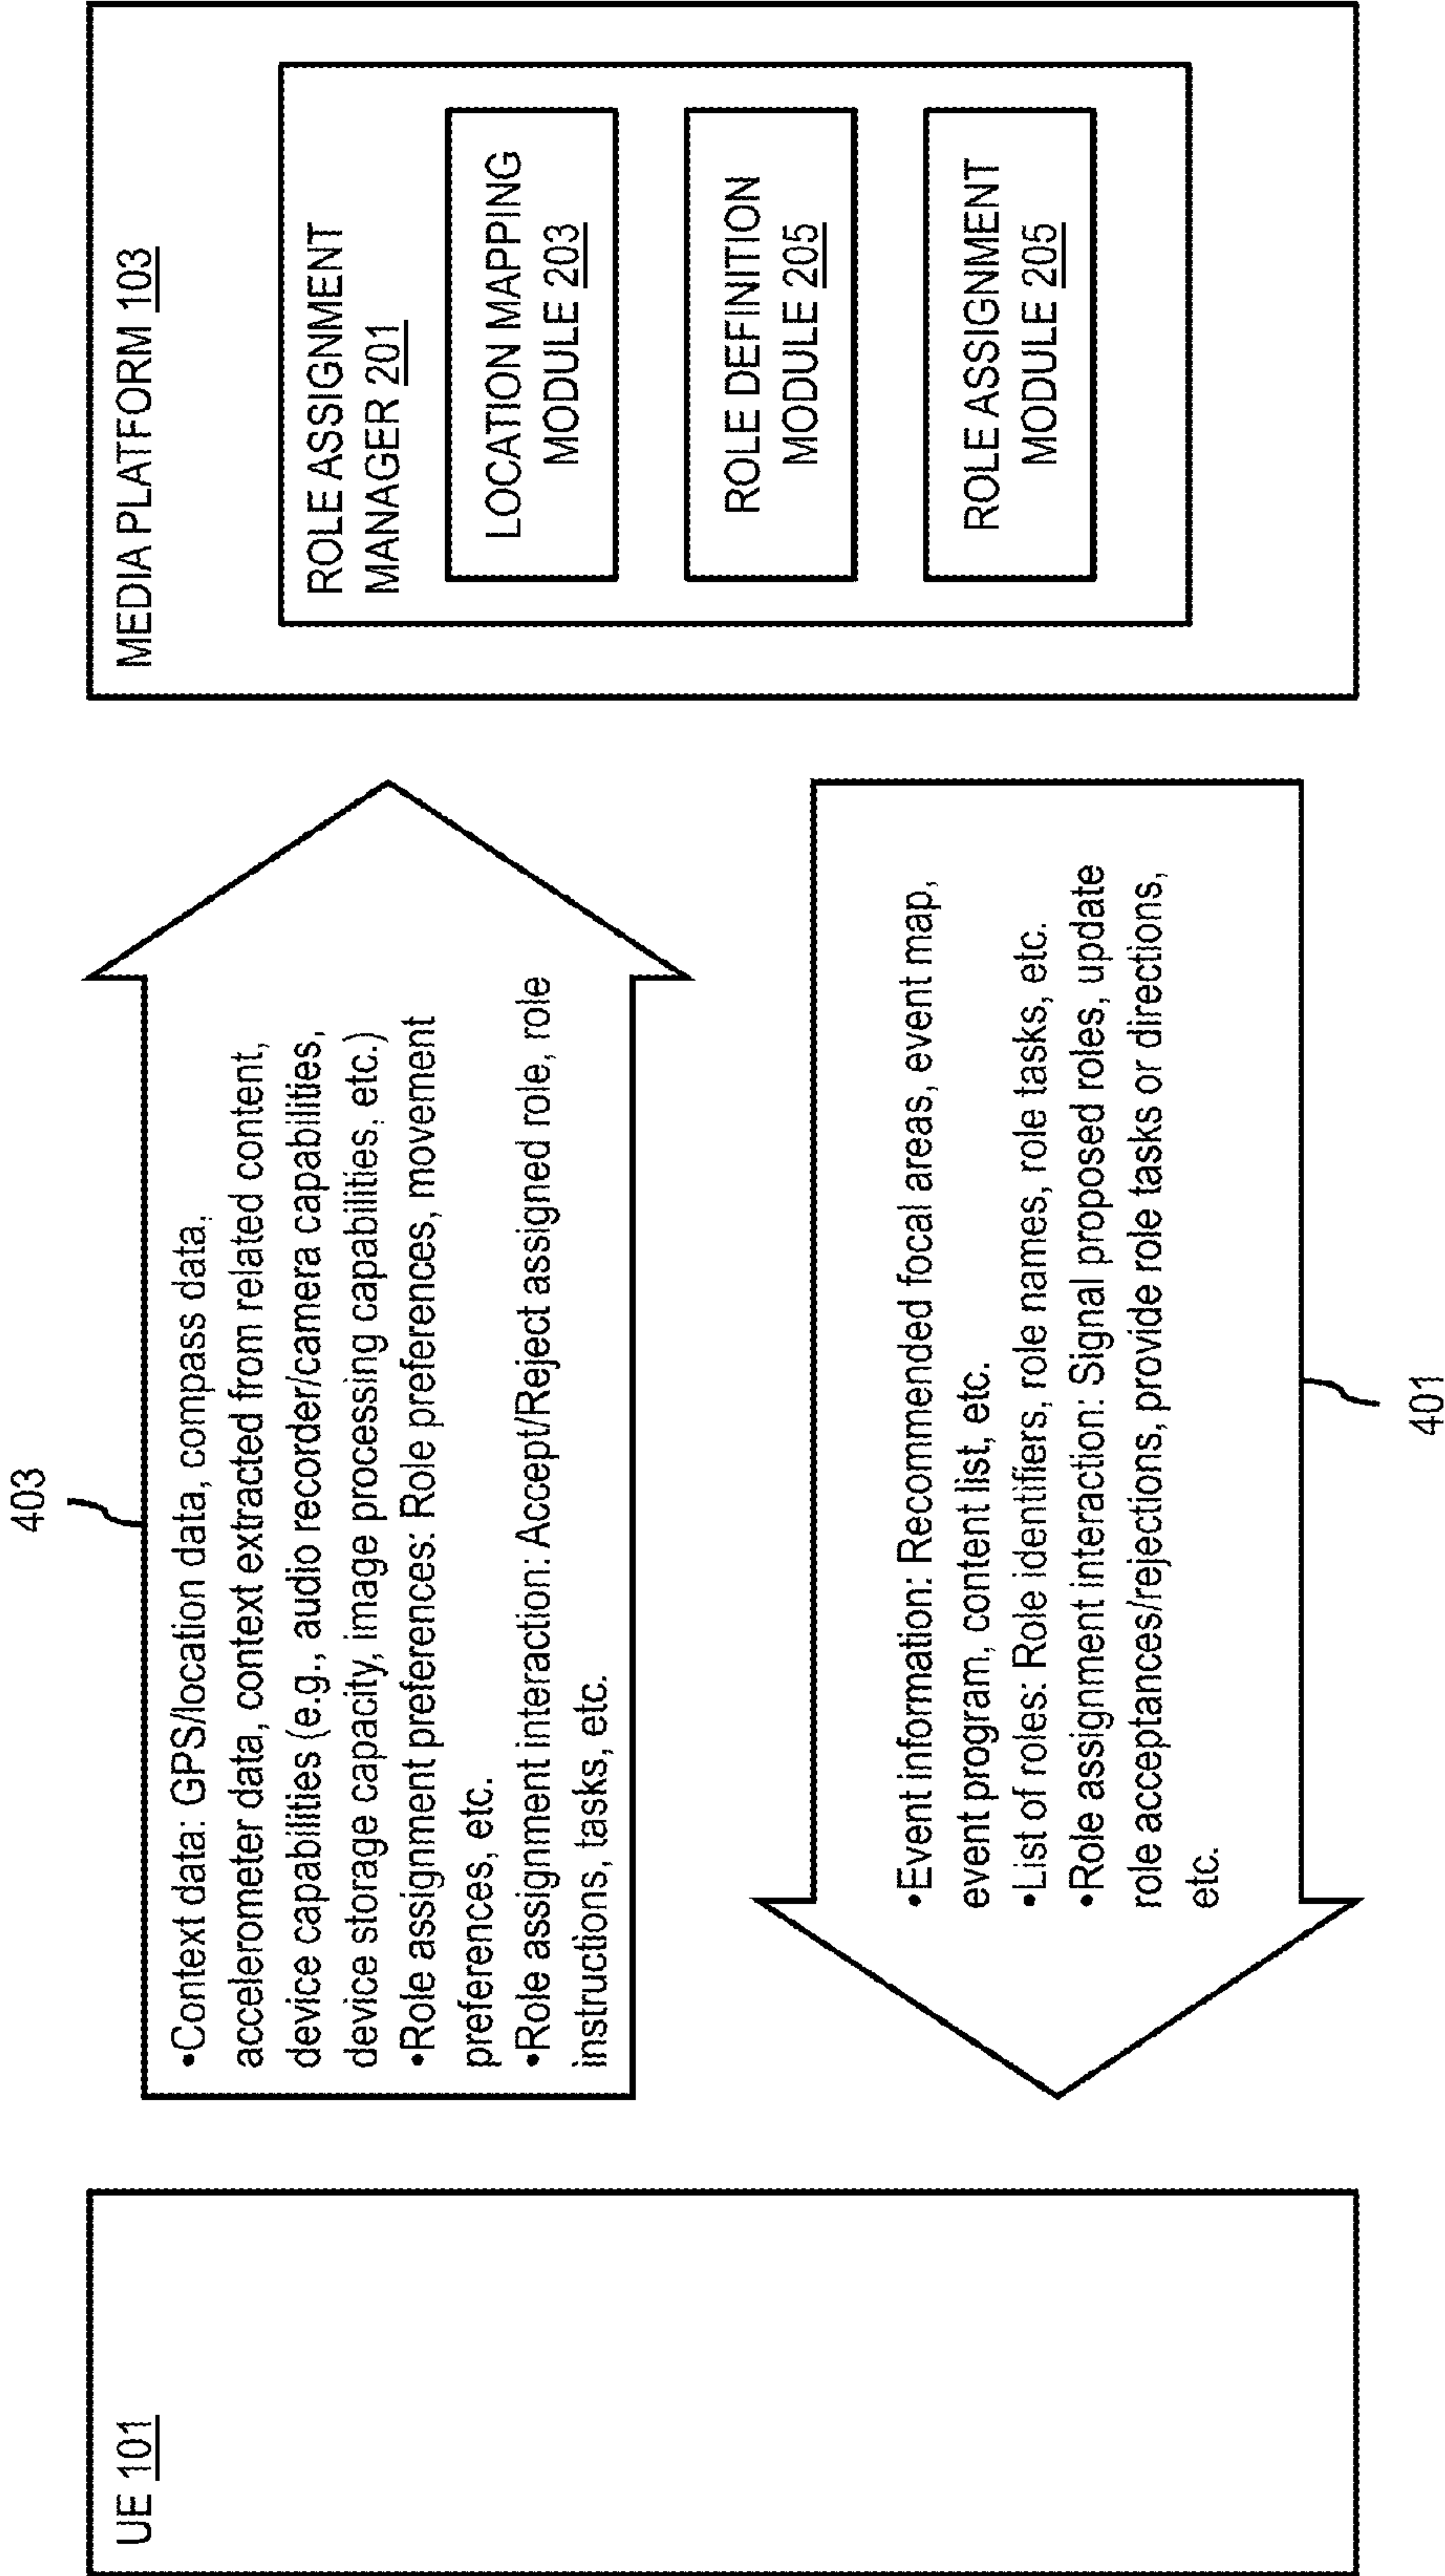 UE 101
403
•Context data: GPS/location data, compass data,
accelerometer data, context extracted from related content,
device capabilities (e.g., audio recorder/camera capabilities,
device storage capacity, image processing capabilities, etc.)
•Role assignment preferences: Role preferences, movement
preferences, etc.
•Role assignment interaction: Accept/Reject assigned role, role
instructions, tasks, etc.
•Event information: Recommended focal areas, event map,
event program, content list, etc.
•List of roles: Role identifiers, role names, role tasks, etc.
•Role assignment interaction: Signal proposed roles, update
role acceptances/rejections, provide role tasks or directions,
etc.
401
MEDIA PLATFORM 103
ROLE ASSIGNMENT
MANAGER 201
LOCATION MAPPING
MODULE 203
ROLE DEFINITION
MODULE 205
ROLE ASSIGNMENT
MODULE 205